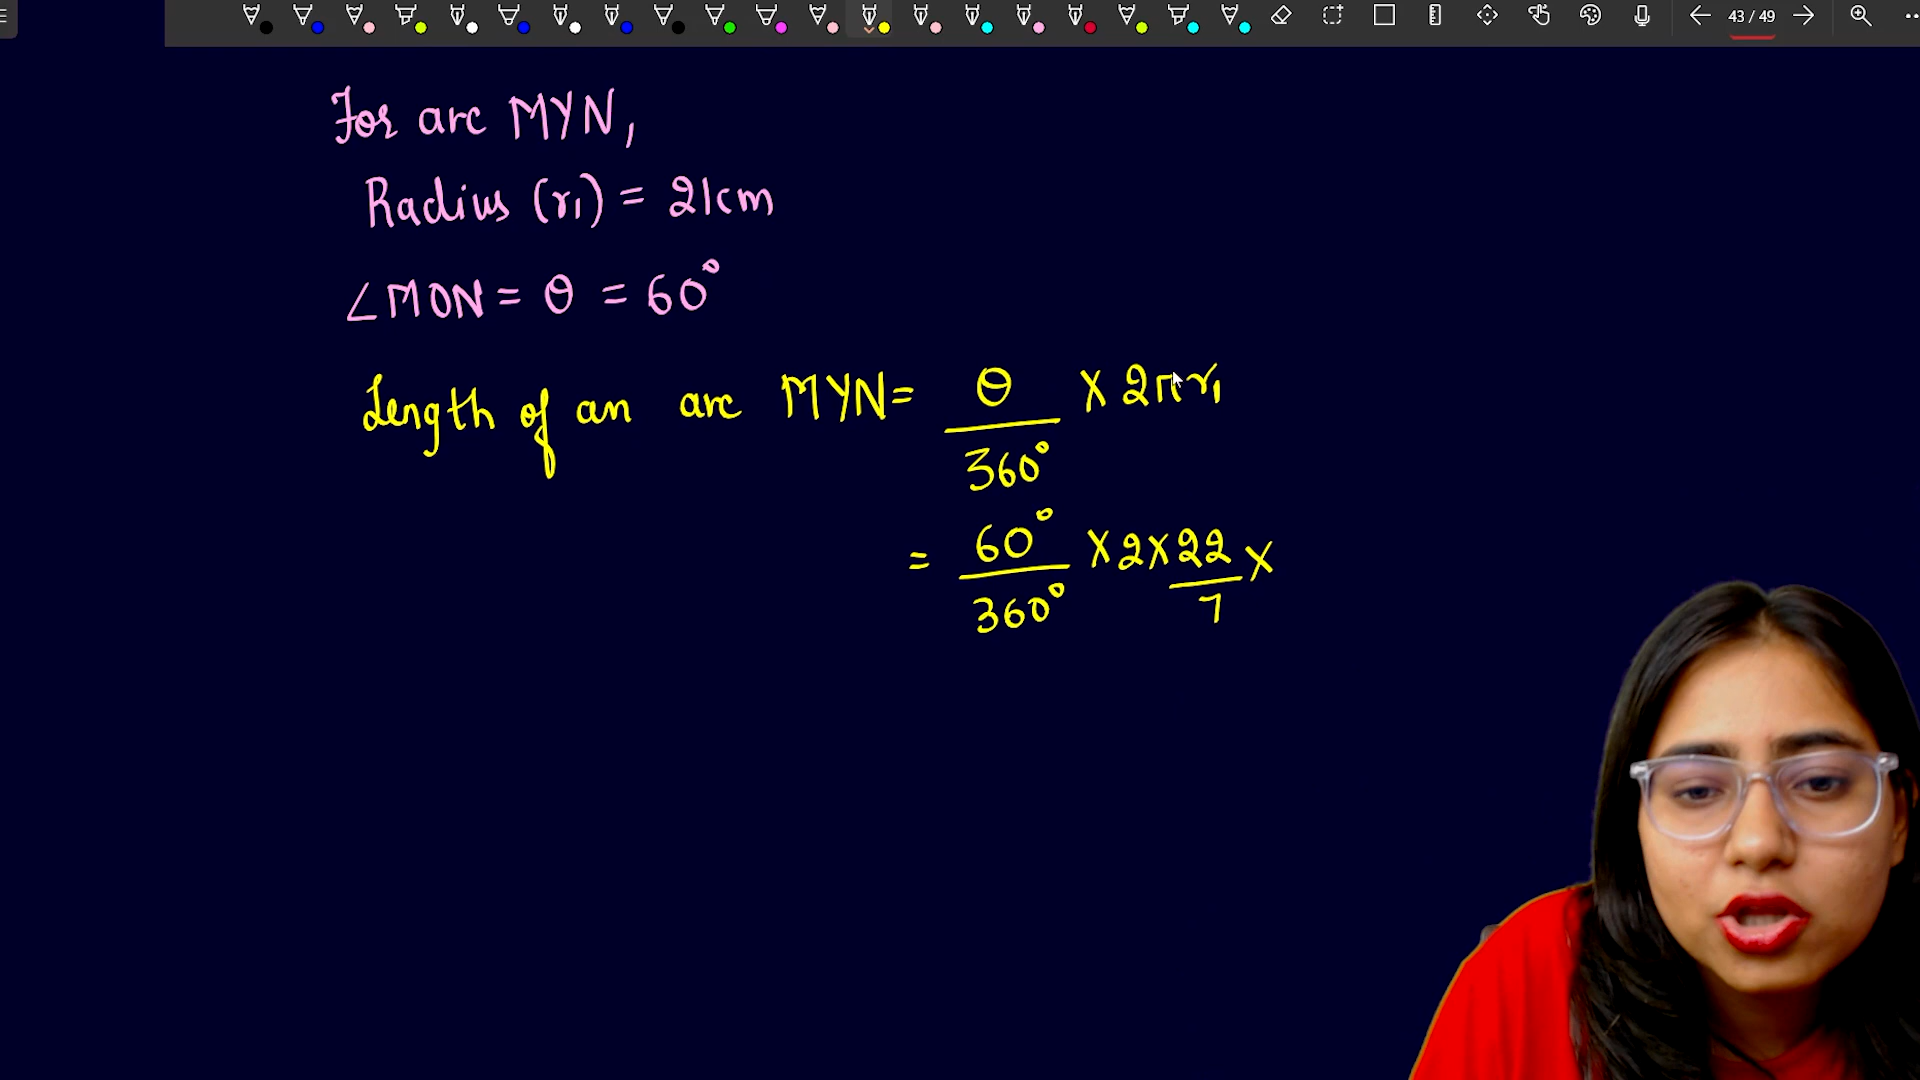 43 / 49
For arc MYN,
Radius (r₁) = 21cm
∠MON = θ = 60°
Length of an arc MYN = θ/360° × 2πr₁
= 60°/360° × 2 × 22/7 ×